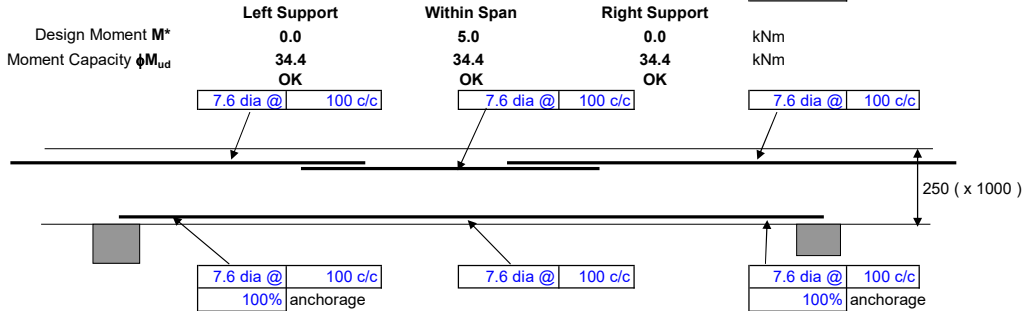 Left Support Within Span Right Support
Design Moment M* 0.0 5.0 0.0 kNm
Moment Capacity ϕMud 34.4 34.4 34.4 kNm
OK OK OK
7.6 dia @ 100 c/c 7.6 dia @ 100 c/c 7.6 dia @ 100 c/c
250 ( x 1000 )
7.6 dia @ 100 c/c 7.6 dia @ 100 c/c 7.6 dia @ 100 c/c
100% anchorage 100% anchorage